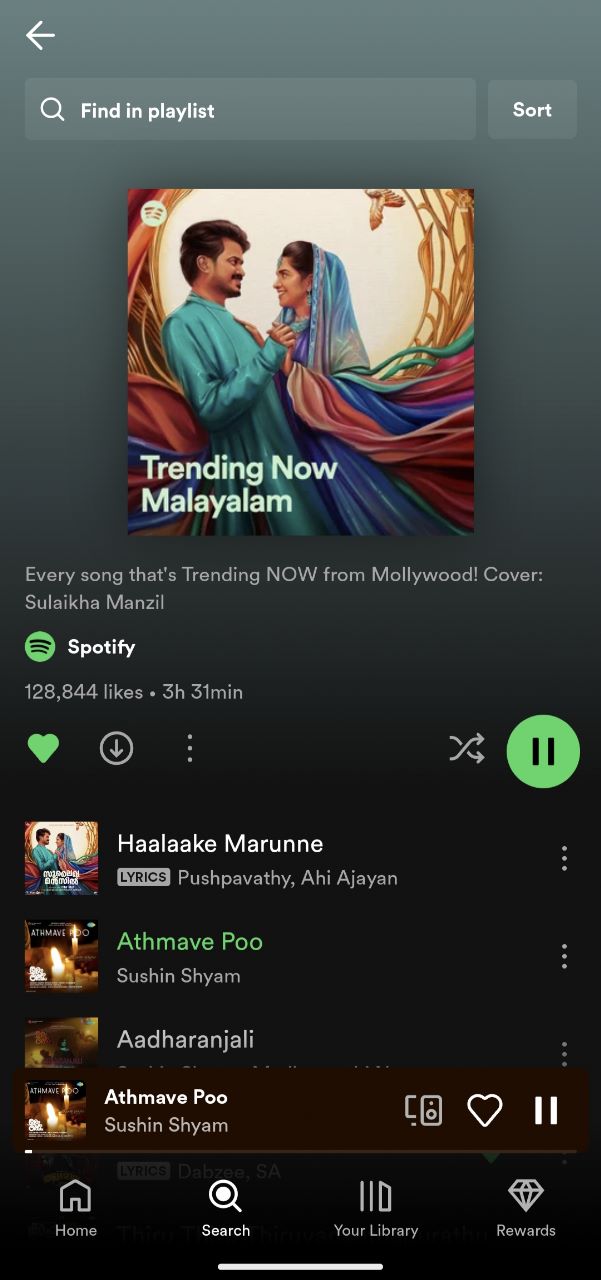 Find in playlist
Sort
Trending Now
Malayalam
Every song that's Trending NOW from Mollywood! Cover:
Sulaikha Manzil
Spotify
128,844 likes • 3h 31min
Haalaake Marunne
LYRICS Pushpavathy, Ahi Ajayan
സുലൈഖ
മൻസിൽ
ATHMAVE POO
Athmave Poo
Sushin Shyam
Aadharanjali
ATHMAVE POO
Athmave Poo
Sushin Shyam
LYRICS Dabzee, SA
Home
Search
Your Library
Rewards